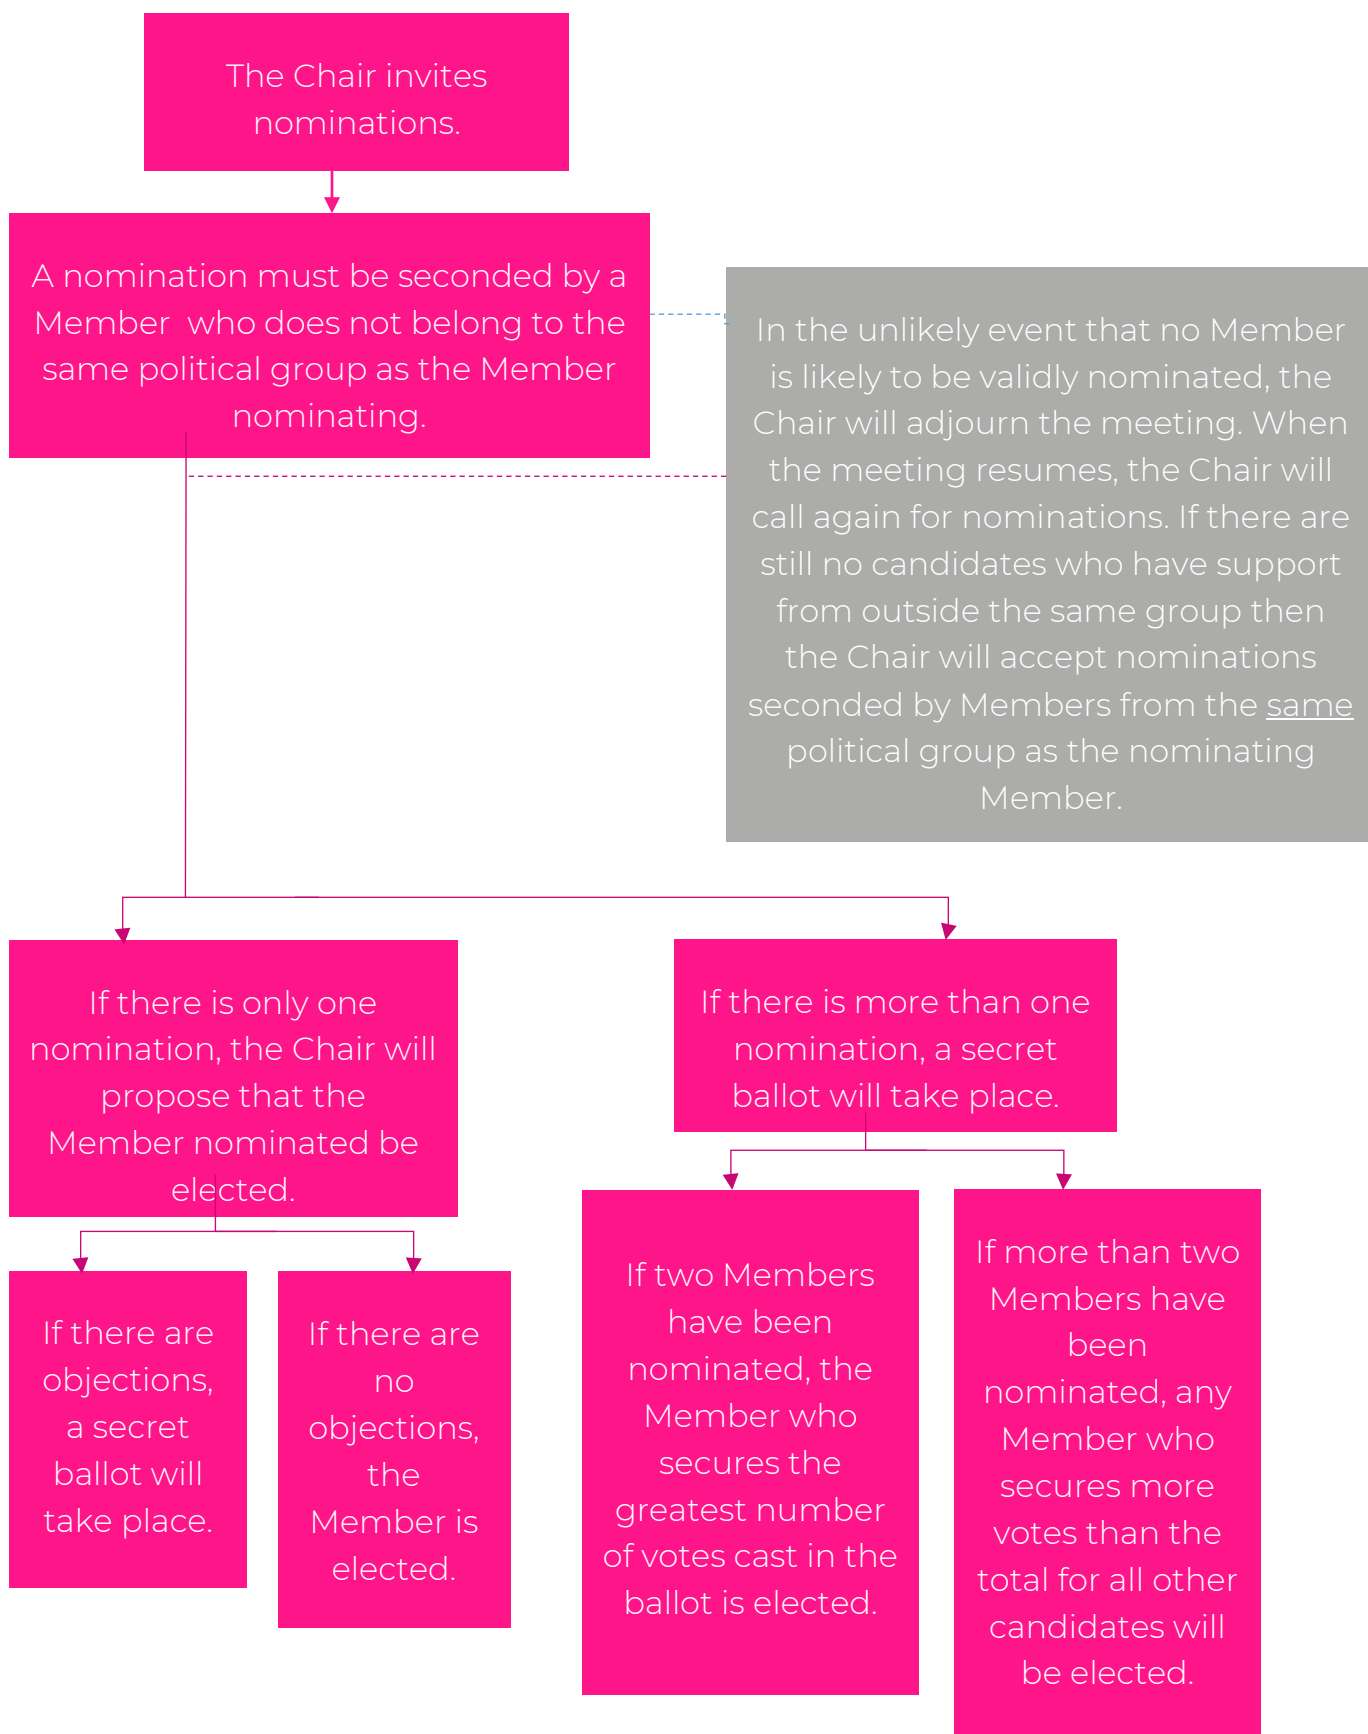 The Chair invites
nominations.
A nomination must be seconded by a
Member  who does not belong to the
same political group as the Member
nominating.
In the unlikely event that no Member
is likely to be validly nominated, the
Chair will adjourn the meeting. When
the meeting resumes, the Chair will
call again for nominations. If there are
still no candidates who have support
from outside the same group then
the Chair will accept nominations
seconded by Members from the same
political group as the nominating
Member.
If there is only one
nomination, the Chair will
propose that the
Member nominated be
elected.
If there is more than one
nomination, a secret
ballot will take place.
If there are
objections,
a secret
ballot will
take place.
If there are
no
objections,
the
Member is
elected.
If two Members
have been
nominated, the
Member who
secures the
greatest number
of votes cast in the
ballot is elected.
If more than two
Members have
been
nominated, any
Member who
secures more
votes than the
total for all other
candidates will
be elected.